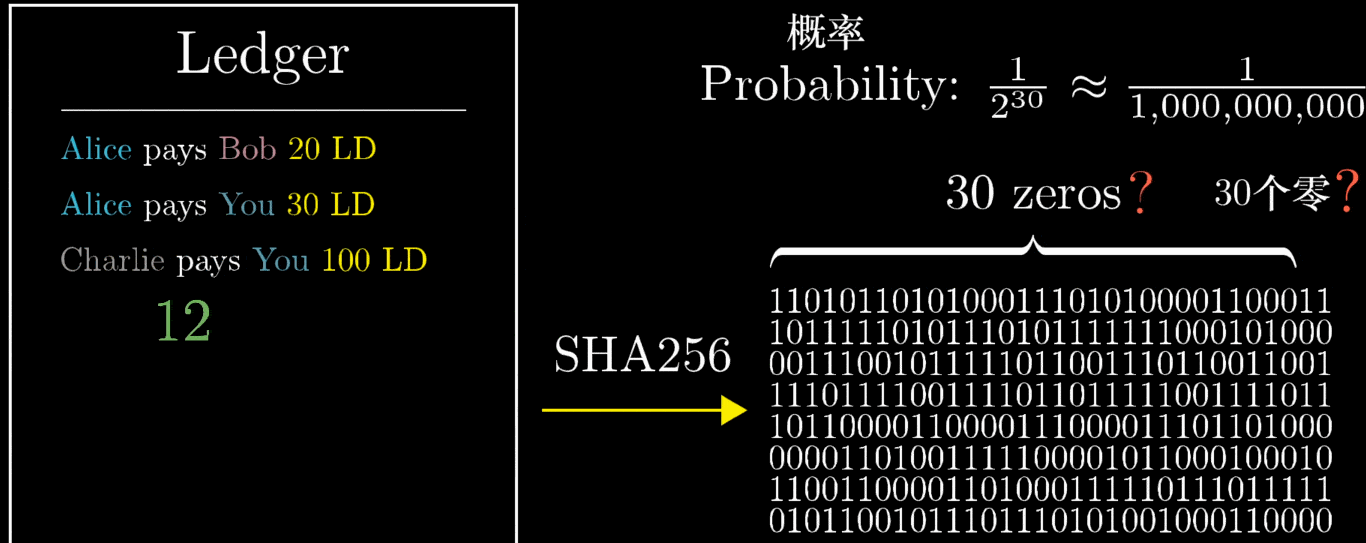 Ledger
Alice pays Bob 20 LD
Alice pays You 30 LD
Charlie pays You 100 LD
12
SHA256
概率
Probability: 1/2^30 ≈ 1/1,000,000,000
30 zeros? 30个零?
11010110101000111010100001100011
10111110101110101111111000101000
00111001011111011001110110011001
11101111001111011011111001111011
10110000110000111000011101101000
00001101001111100001011000100010
11001100001101000111110111011111
01011001011101110101001000110000